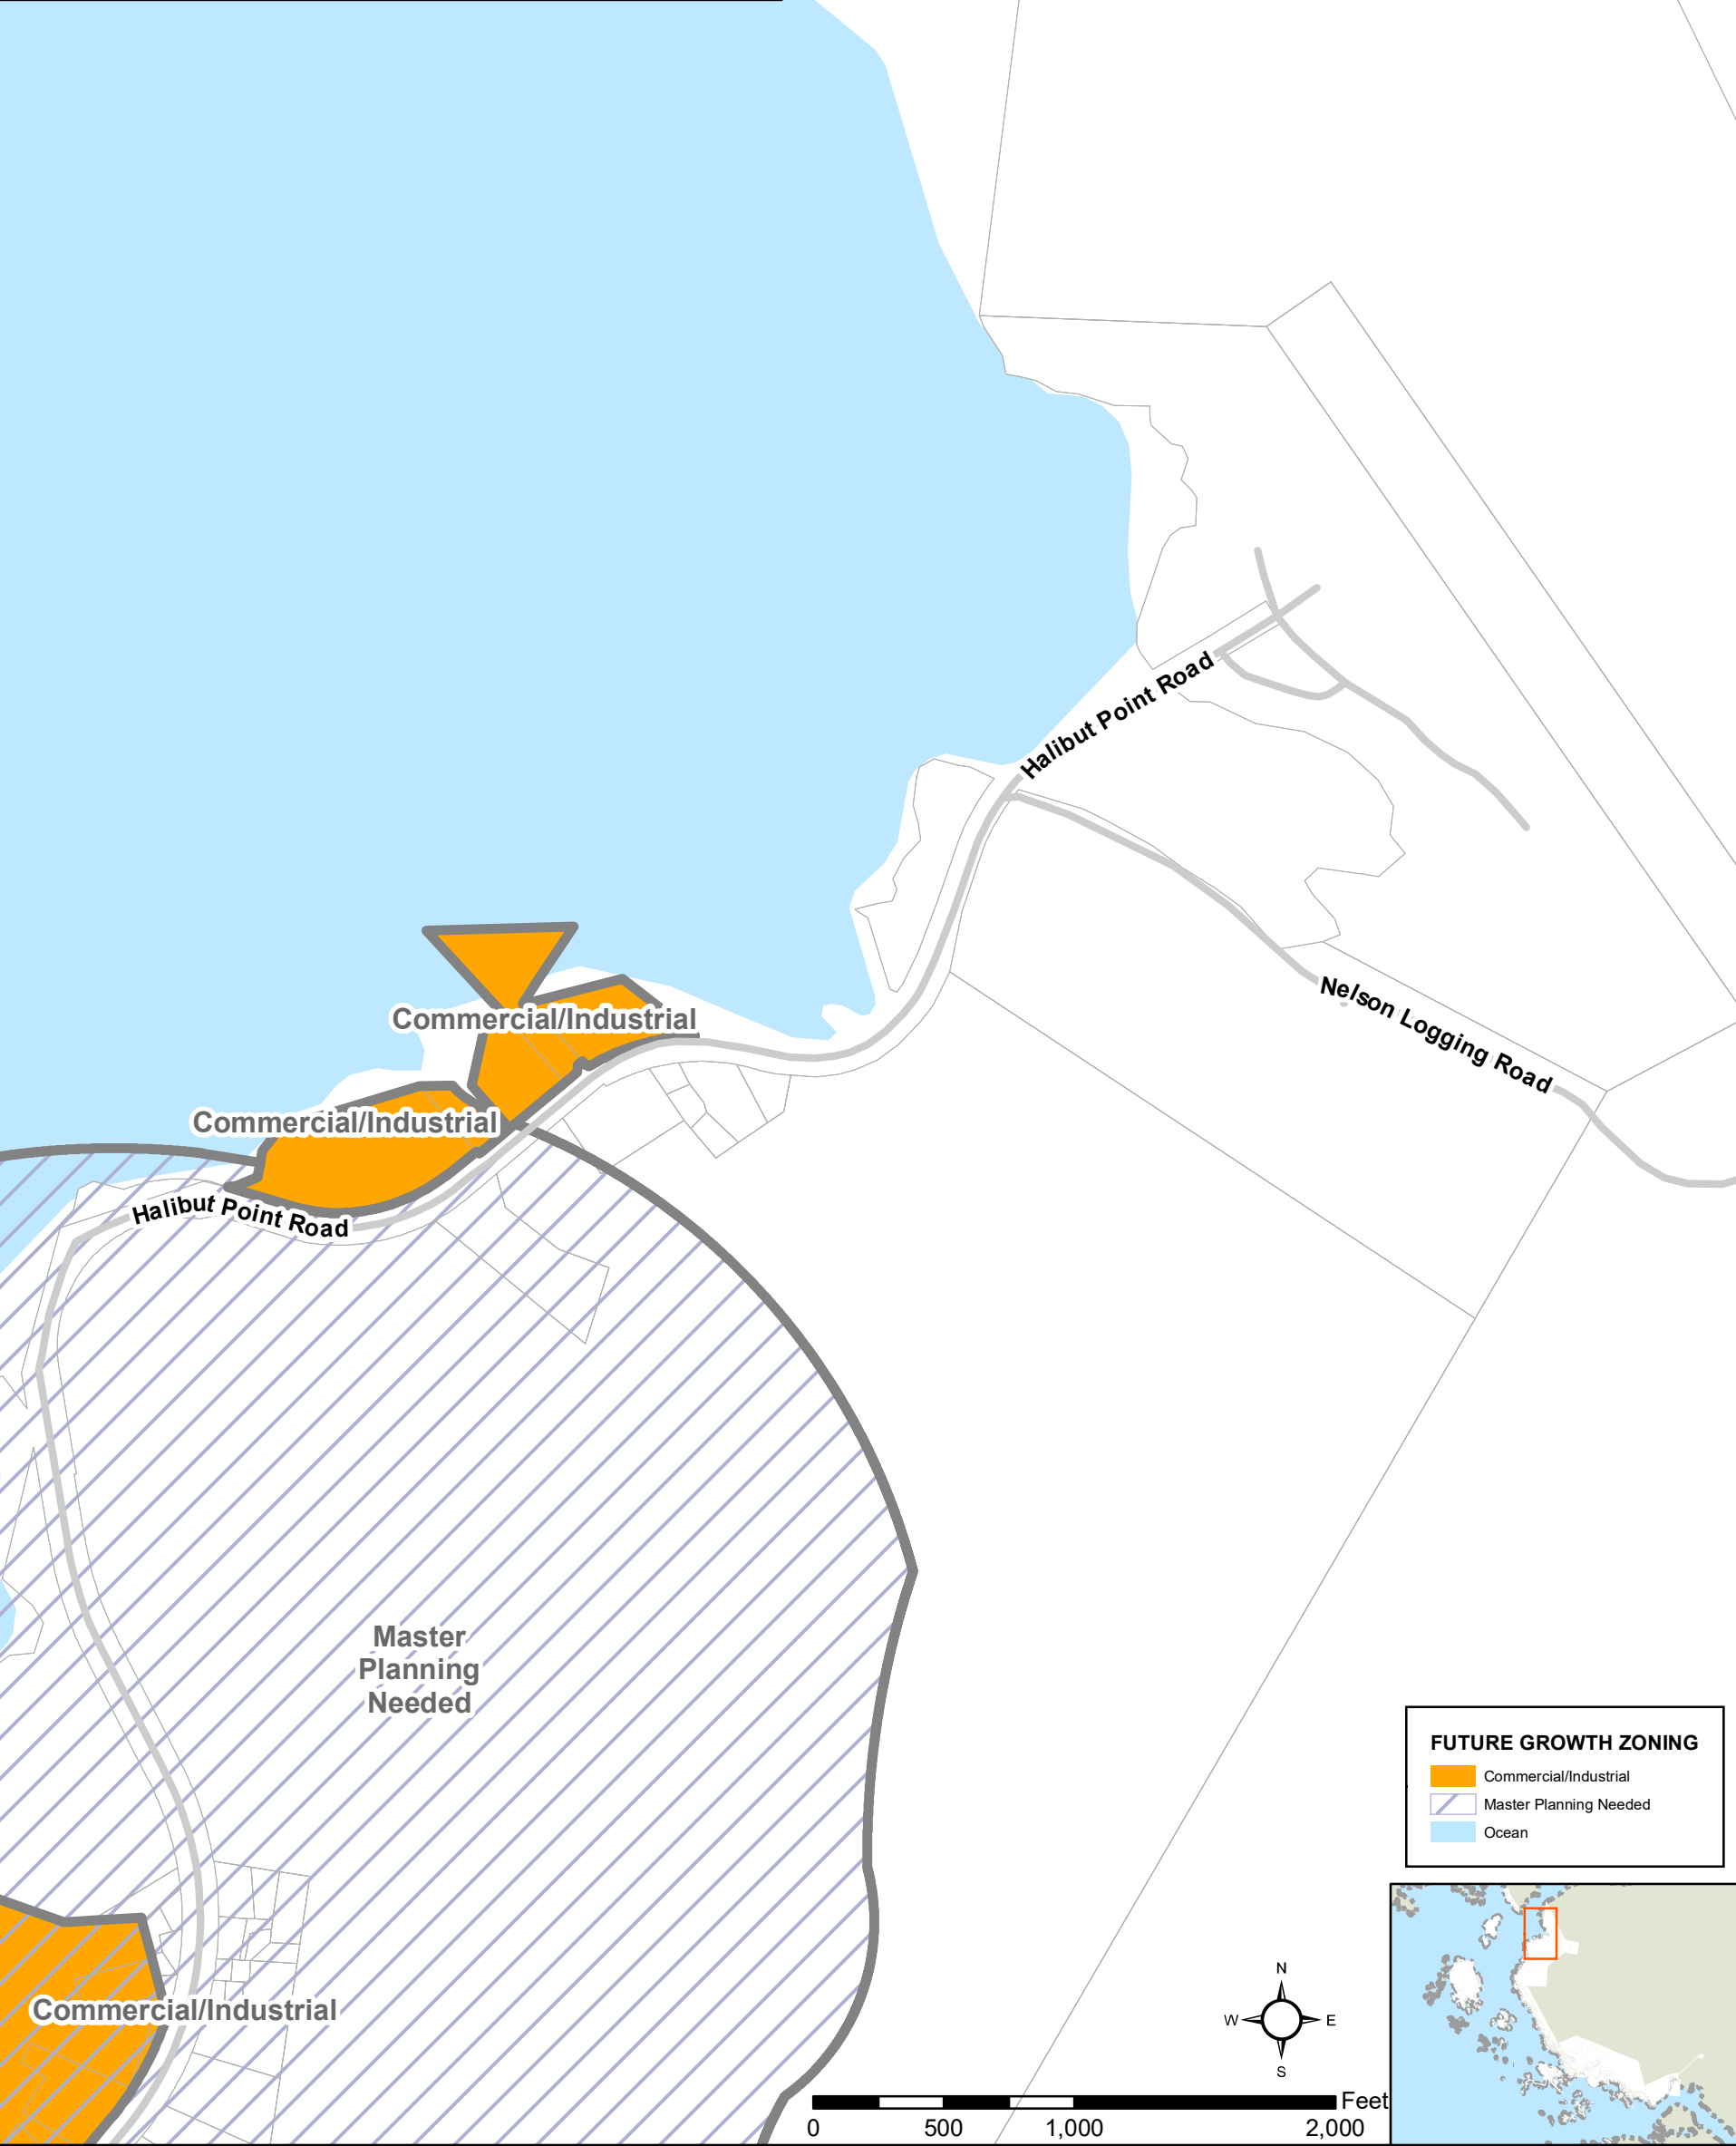 Halibut Point Road
Nelson Logging Road
Commercial/Industrial
Commercial/Industrial
Halibut Point Road
Master
Planning
Needed
Commercial/Industrial
FUTURE GROWTH ZONING
Commercial/Industrial
Master Planning Needed
Ocean
N
W
E
S
Feet
0
500
1,000
2,000